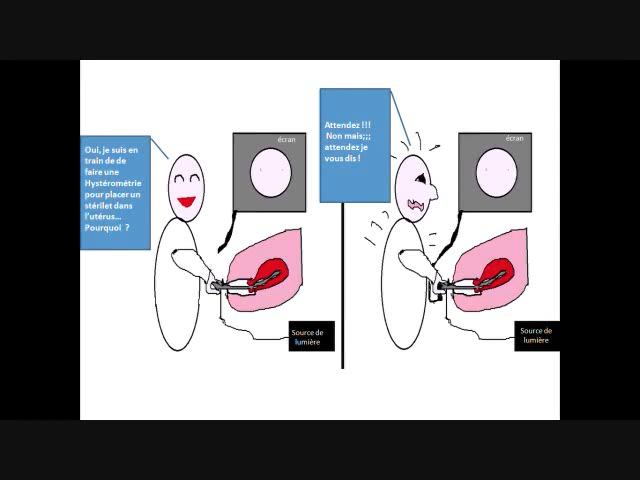 Oui, je suis en
train de de
faire une
Hystérométrie
pour placer un
stérilet dans
l'utérus...
Pourquoi ?
écran
Source de
lumière
Attendez !!!
Non mais;;;
attendez je
vous dis !
écran
Source de
lumière